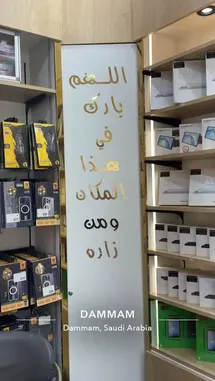 اللهم
بارك
في
هذا
المكان
ومن
زاره
DAMMAM
Dammam, Saudi Arabia